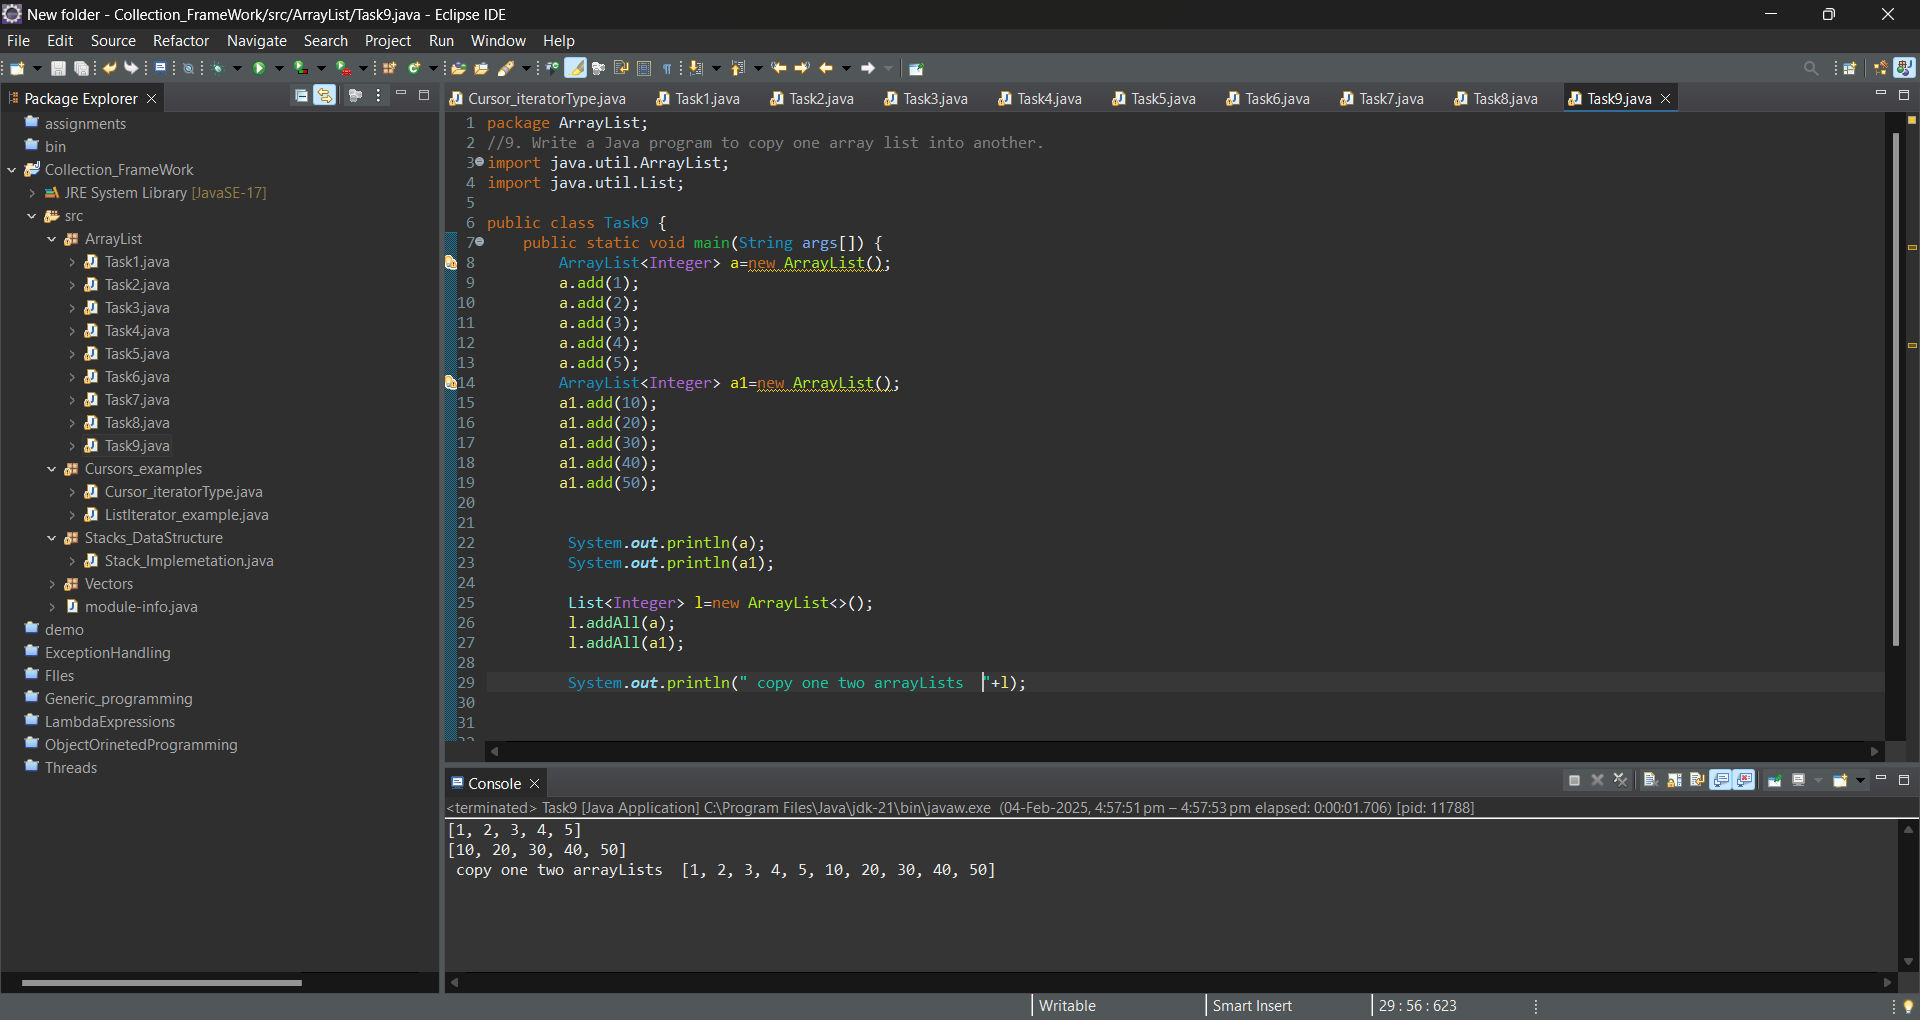 New folder - Collection_FrameWork/src/ArrayList/Task9.java - Eclipse IDE
File Edit Source Refactor Navigate Search Project Run Window Help
Package Explorer
assignments
bin
Collection_FrameWork
JRE System Library [JavaSE-17]
src
ArrayList
Task1.java
Task2.java
Task3.java
Task4.java
Task5.java
Task6.java
Task7.java
Task8.java
Task9.java
Cursors_examples
Cursor_iteratorType.java
ListIterator_example.java
Stacks_DataStructure
Stack_Implemetation.java
Vectors
module-info.java
demo
ExceptionHandling
FIles
Generic_programming
LambdaExpressions
ObjectOrinetedProgramming
Threads
Cursor_iteratorType.java Task1.java Task2.java Task3.java Task4.java Task5.java Task6.java Task7.java Task8.java Task9.java
1 package ArrayList;
2 //9. Write a Java program to copy one array list into another.
3 import java.util.ArrayList;
4 import java.util.List;
5
6 public class Task9 {
7 public static void main(String args[]) {
8 ArrayList<Integer> a=new ArrayList();
9 a.add(1);
10 a.add(2);
11 a.add(3);
12 a.add(4);
13 a.add(5);
14 ArrayList<Integer> a1=new ArrayList();
15 a1.add(10);
16 a1.add(20);
17 a1.add(30);
18 a1.add(40);
19 a1.add(50);
20
21
22 System.out.println(a);
23 System.out.println(a1);
24
25 List<Integer> l=new ArrayList<>();
26 l.addAll(a);
27 l.addAll(a1);
28
29 System.out.println(" copy one two arrayLists  "+l);
30
31
Console
<terminated> Task9 [Java Application] C:\Program Files\Java\jdk-21\bin\javaw.exe (04-Feb-2025, 4:57:51 pm – 4:57:53 pm elapsed: 0:00:01.706) [pid: 11788]
[1, 2, 3, 4, 5]
[10, 20, 30, 40, 50]
 copy one two arrayLists  [1, 2, 3, 4, 5, 10, 20, 30, 40, 50]
Writable Smart Insert 29 : 56 : 623